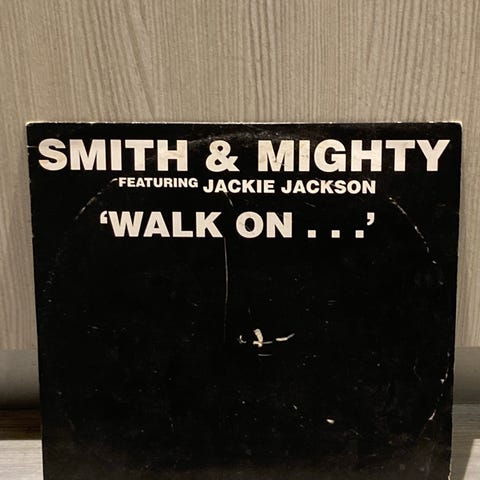 SMITH & MIGHTY
FEATURING JACKIE JACKSON
‘WALK ON . . .’